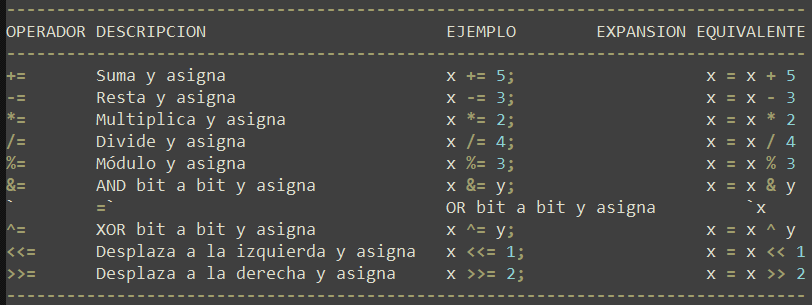 --------------------------------------------------------------------------------
OPERADOR DESCRIPCION                        EJEMPLO        EXPANSION EQUIVALENTE
--------------------------------------------------------------------------------
+=       Suma y asigna                      x += 5;                   x = x + 5
-=       Resta y asigna                     x -= 3;                   x = x - 3
*=       Multiplica y asigna                x *= 2;                   x = x * 2
/=       Divide y asigna                    x /= 4;                   x = x / 4
%=       Módulo y asigna                    x %= 3;                   x = x % 3
&=       AND bit a bit y asigna             x &= y;                   x = x & y
`        =`                                 OR bit a bit y asigna         `x
^=       XOR bit a bit y asigna             x ^= y;                   x = x ^ y
<<=      Desplaza a la izquierda y asigna   x <<= 1;                  x = x << 1
>>=      Desplaza a la derecha y asigna     x >>= 2;                  x = x >> 2
--------------------------------------------------------------------------------